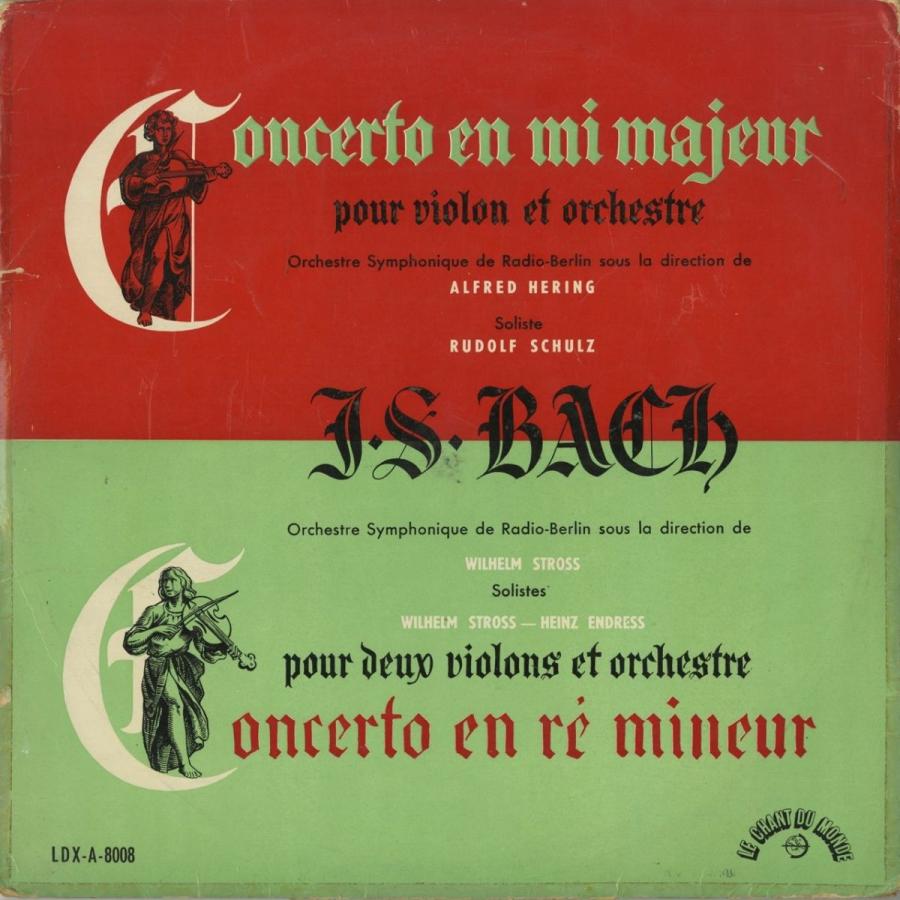 Concerto en mi majeur
pour violon et orchestre
Orchestre Symphonique de Radio-Berlin sous la direction de
ALFRED HERING
Soliste
RUDOLF SCHULZ
J.S. BACH
Orchestre Symphonique de Radio-Berlin sous la direction de
WILHELM STROSS
Solistes
WILHELM STROSS — HEINZ ENDRESS
pour deux violons et orchestre
Concerto en ré mineur
LDX-A-8008
LE CHANT DU MONDE